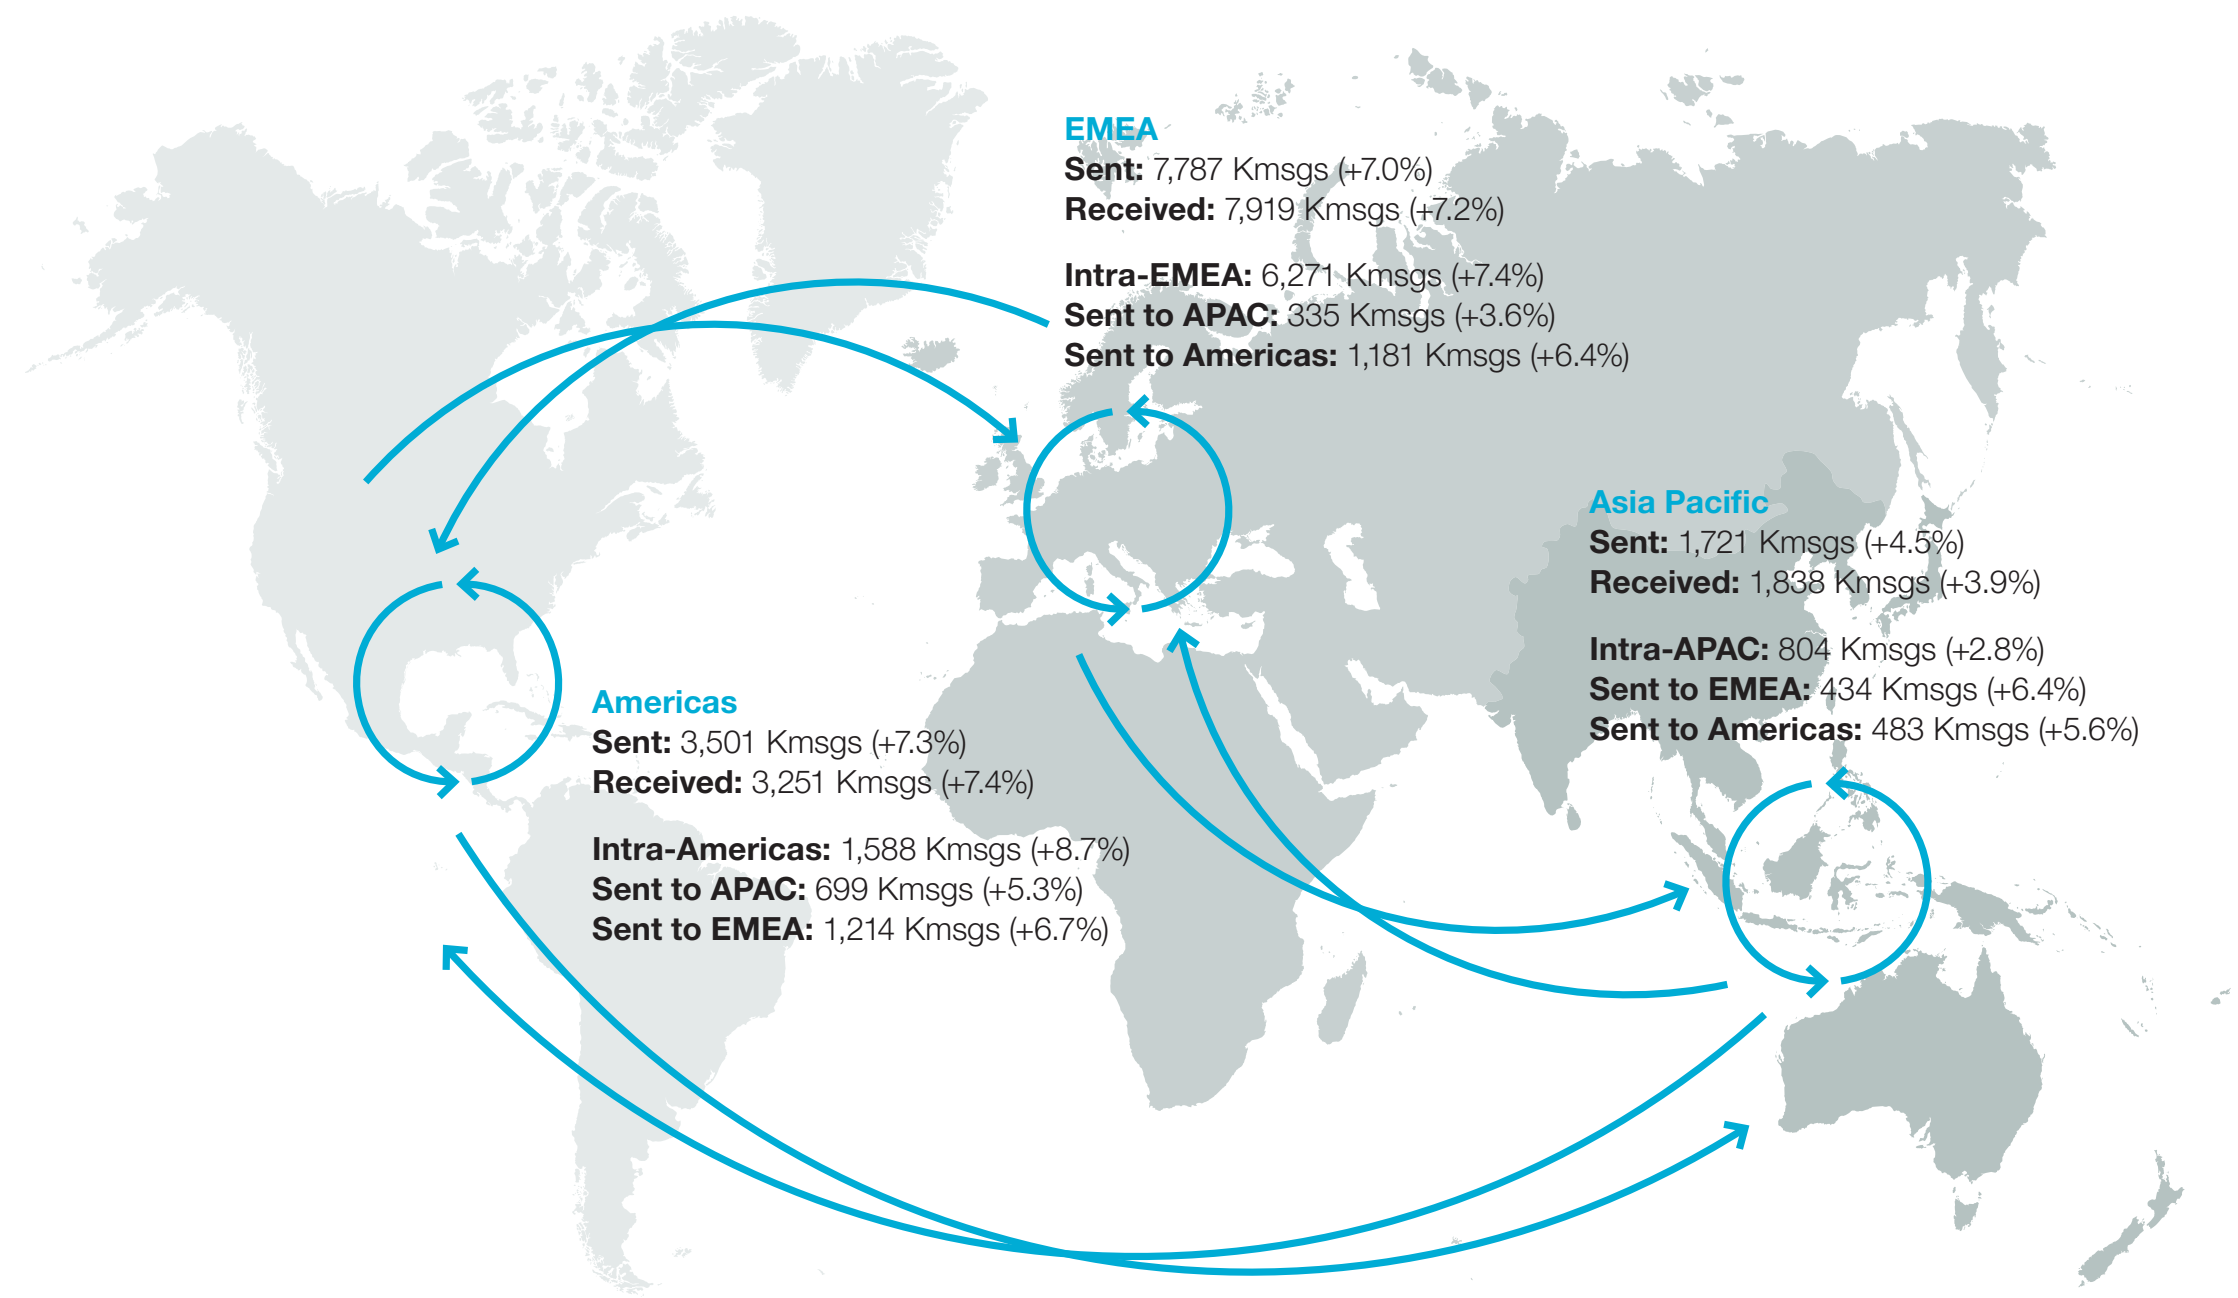 EMEA
Sent: 7,787 Kmsgs (+7.0%)
Received: 7,919 Kmsgs (+7.2%)
Intra-EMEA: 6,271 Kmsgs (+7.4%)
Sent to APAC: 335 Kmsgs (+3.6%)
Sent to Americas: 1,181 Kmsgs (+6.4%)
Asia Pacific
Sent: 1,721 Kmsgs (+4.5%)
Received: 1,838 Kmsgs (+3.9%)
Intra-APAC: 804 Kmsgs (+2.8%)
Sent to EMEA: 434 Kmsgs (+6.4%)
Sent to Americas: 483 Kmsgs (+5.6%)
Americas
Sent: 3,501 Kmsgs (+7.3%)
Received: 3,251 Kmsgs (+7.4%)
Intra-Americas: 1,588 Kmsgs (+8.7%)
Sent to APAC: 699 Kmsgs (+5.3%)
Sent to EMEA: 1,214 Kmsgs (+6.7%)